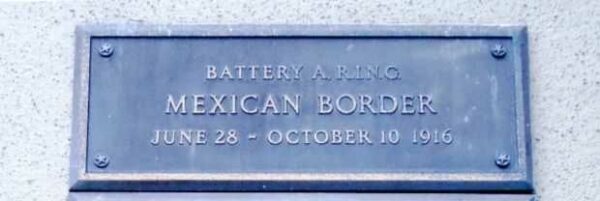 BATTERY A. R.I.N.G.
MEXICAN BORDER
JUNE 28 - OCTOBER 10 1916